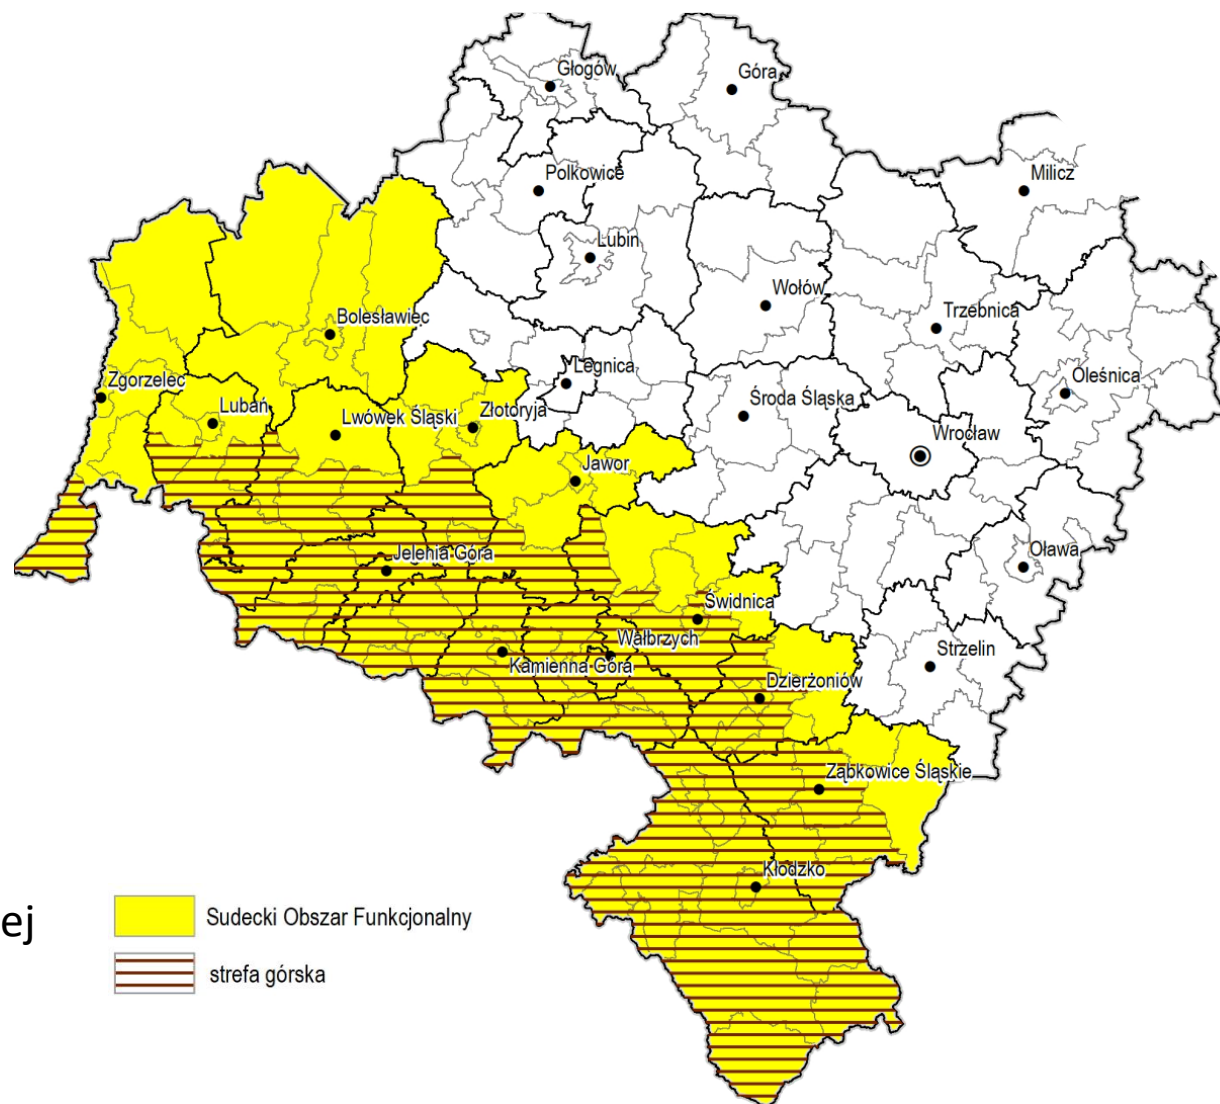 Głogów
Góra
Polkowice
Milicz
Lubin
Wołów
Bolesławiec
Trzebnica
Legnica
Zgorzelec
Oleśnica
Lubań
Lwówek Śląski
Złotoryja
Środa Śląska
Wrocław
Jawor
Jelenia Góra
Oława
Świdnica
Wałbrzych
Kamienna Góra
Strzelin
Dzierżoniów
Ząbkowice Śląskie
Kłodzko
ej
Sudecki Obszar Funkcjonalny
strefa górska